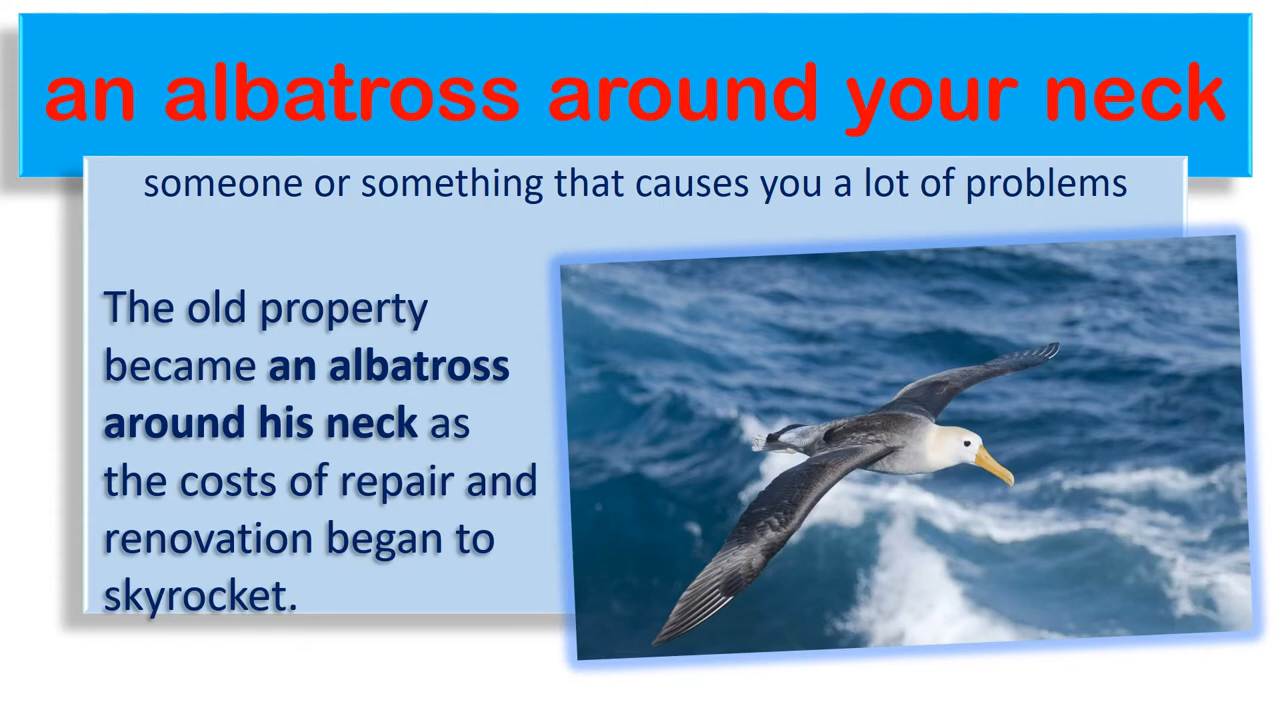 an albatross around your neck
someone or something that causes you a lot of problems
The old property
became an albatross
around his neck as
the costs of repair and
renovation began to
skyrocket.